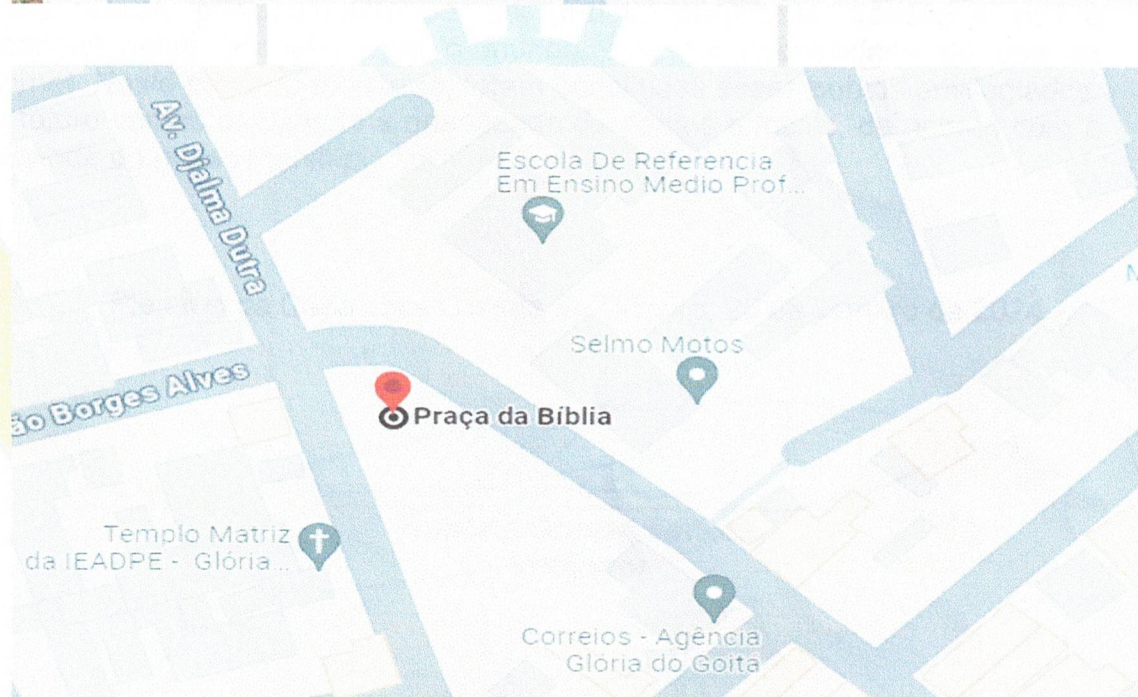 Av. Djalma Dutra
Escola De Referencia
Em Ensino Medio Prof...
Selmo Motos
ão Borges Alves
Praça da Bíblia
Templo Matriz
da IEADPE - Glória...
Correios - Agência
Glória do Goitá